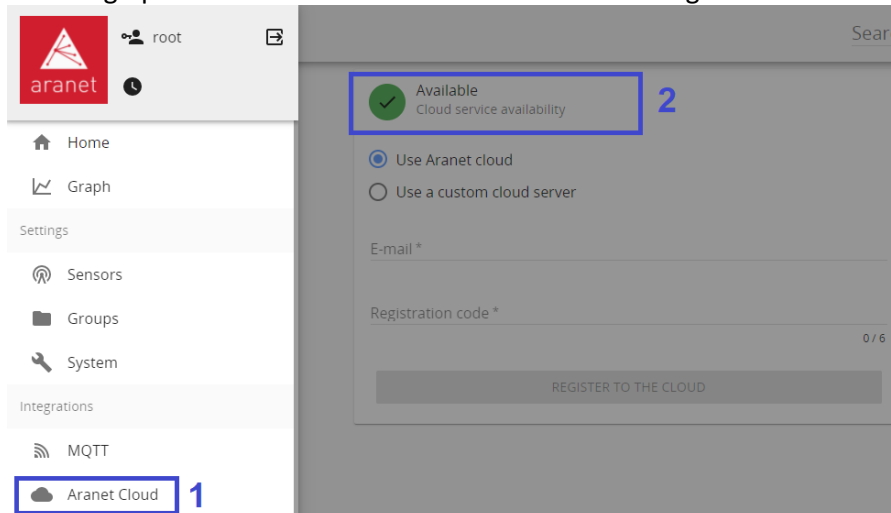 root
aranet
Home
Graph
Settings
Sensors
Groups
System
Integrations
MQTT
Aranet Cloud
1
Sear
Available
Cloud service availability
2
Use Aranet cloud
Use a custom cloud server
E-mail *
Registration code *
0 / 6
REGISTER TO THE CLOUD